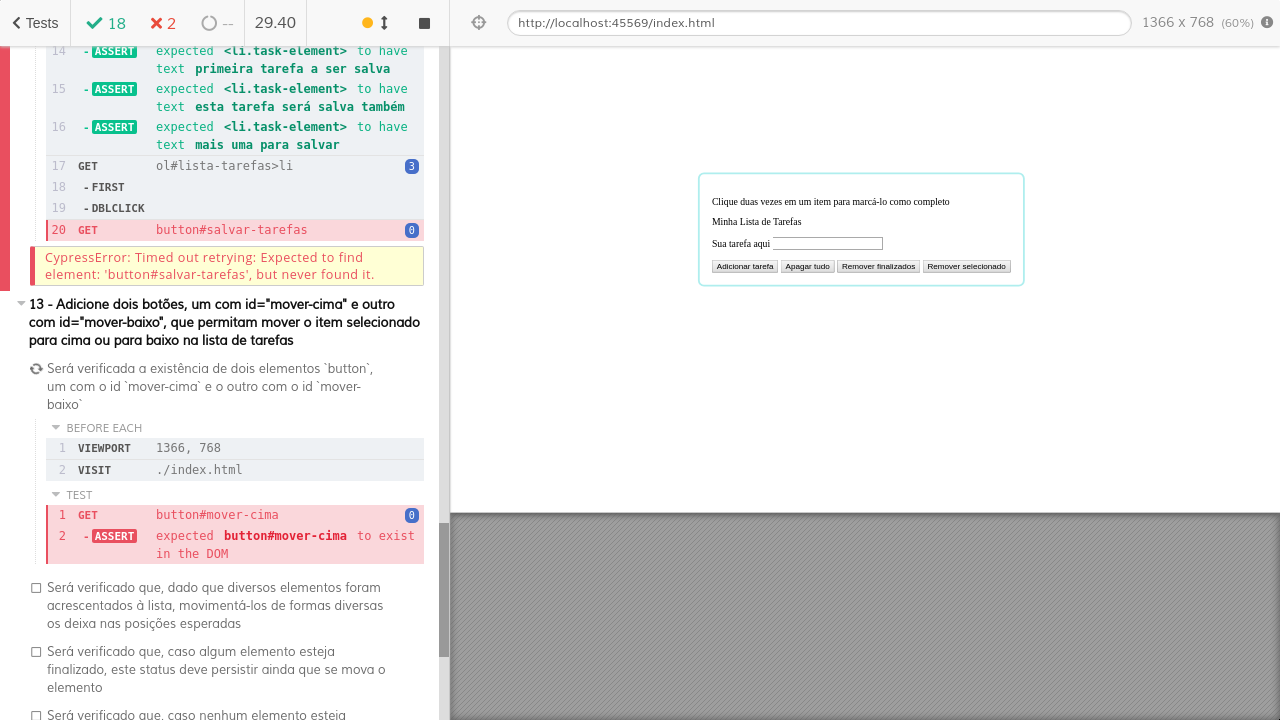 Tests
18
2
--
29.40
http://localhost:45569/index.html
1366 x 768 (60%)
14 - ASSERT expected <li.task-element> to have
text primeira tarefa a ser salva
15 - ASSERT expected <li.task-element> to have
text esta tarefa será salva também
16 - ASSERT expected <li.task-element> to have
text mais uma para salvar
17 GET ol#lista-tarefas>li 3
18 - FIRST
19 - DBLCLICK
20 GET button#salvar-tarefas 0
CypressError: Timed out retrying: Expected to find
element: 'button#salvar-tarefas', but never found it.
13 - Adicione dois botões, um com id="mover-cima" e outro
com id="mover-baixo", que permitam mover o item selecionado
para cima ou para baixo na lista de tarefas
Será verificada a existência de dois elementos `button`,
um com o id `mover-cima` e o outro com o id `mover-
baixo`
BEFORE EACH
1 VIEWPORT 1366, 768
2 VISIT ./index.html
TEST
1 GET button#mover-cima 0
2 - ASSERT expected button#mover-cima to exist
in the DOM
Será verificado que, dado que diversos elementos foram
acrescentados à lista, movimentá-los de formas diversas
os deixa nas posições esperadas
Será verificado que, caso algum elemento esteja
finalizado, este status deve persistir ainda que se mova o
elemento
Será verificado que, caso nenhum elemento esteja
Clique duas vezes em um item para marcá-lo como completo
Minha Lista de Tarefas
Sua tarefa aqui
Adicionar tarefa Apagar tudo Remover finalizados Remover selecionado